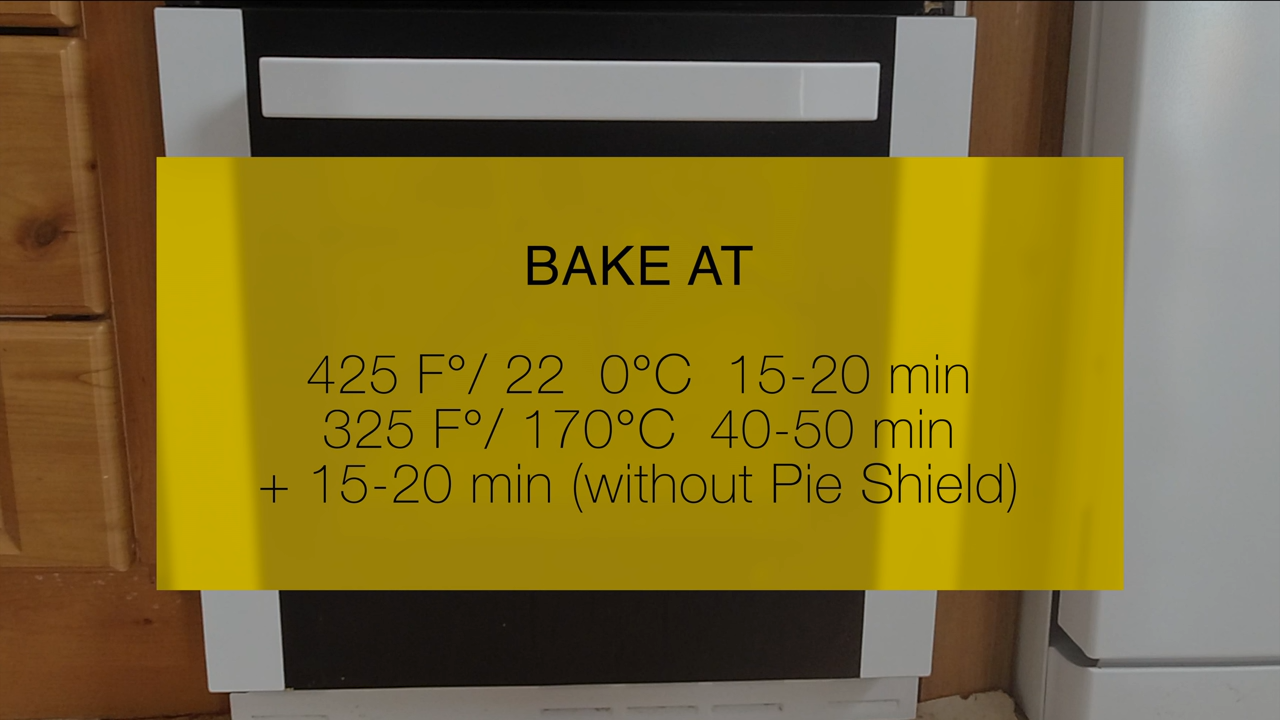 BAKE AT
425 F°/ 22  0°C  15-20 min
325 F°/ 170°C  40-50 min
+ 15-20 min (without Pie Shield)